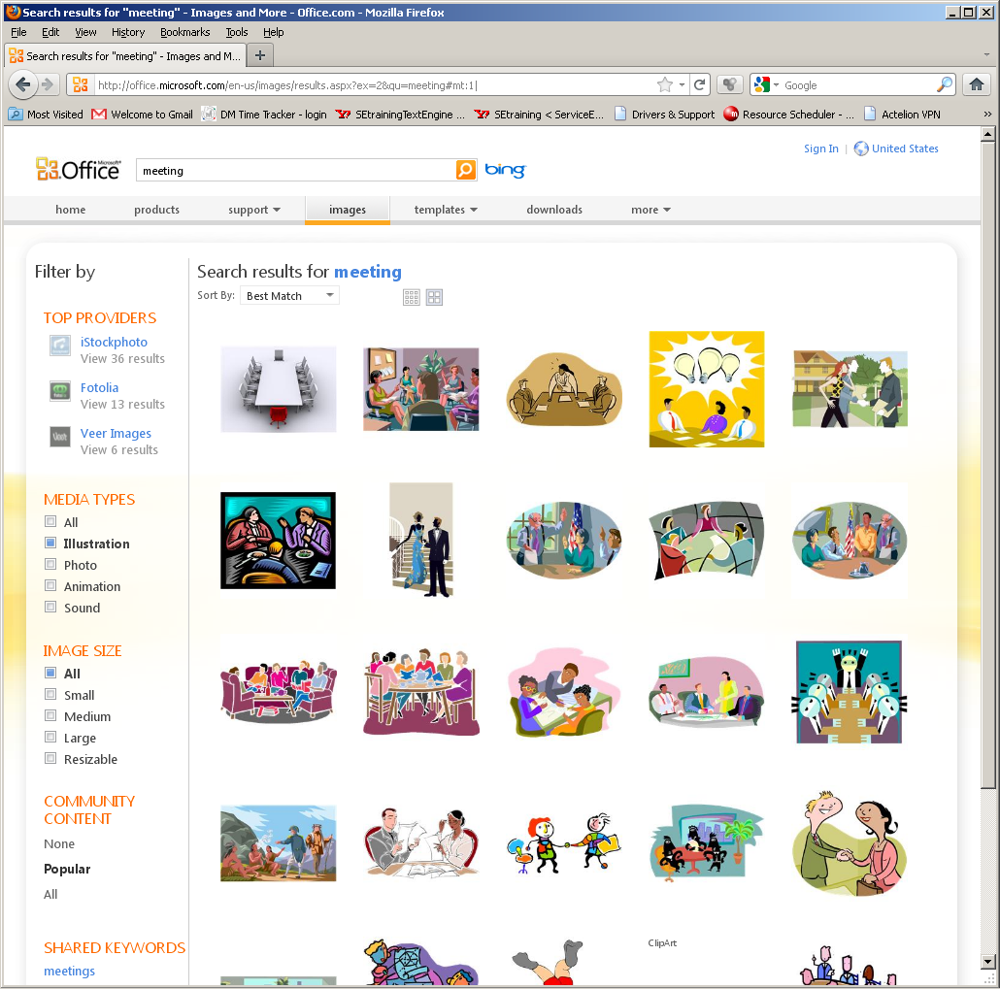 Search results for "meeting" - Images and More - Office.com - Mozilla Firefox
File Edit View History Bookmarks Tools Help
Search results for "meeting" - Images and M...
http://office.microsoft.com/en-us/images/results.aspx?ex=2&qu=meeting#mt:1|
Google
Most Visited Welcome to Gmail DM Time Tracker - login SEtrainingTextEngine ... SEtraining < ServiceE... Drivers & Support Resource Scheduler - ... Actelion VPN »
Sign In | United States
Microsoft®
Office meeting bing
home products support images templates downloads more
Filter by
TOP PROVIDERS
iStockphoto
View 36 results
Fotolia
View 13 results
Veer Images
View 6 results
MEDIA TYPES
All
Illustration
Photo
Animation
Sound
IMAGE SIZE
All
Small
Medium
Large
Resizable
COMMUNITY
CONTENT
None
Popular
All
SHARED KEYWORDS
meetings
Search results for meeting
Sort By: Best Match
ClipArt